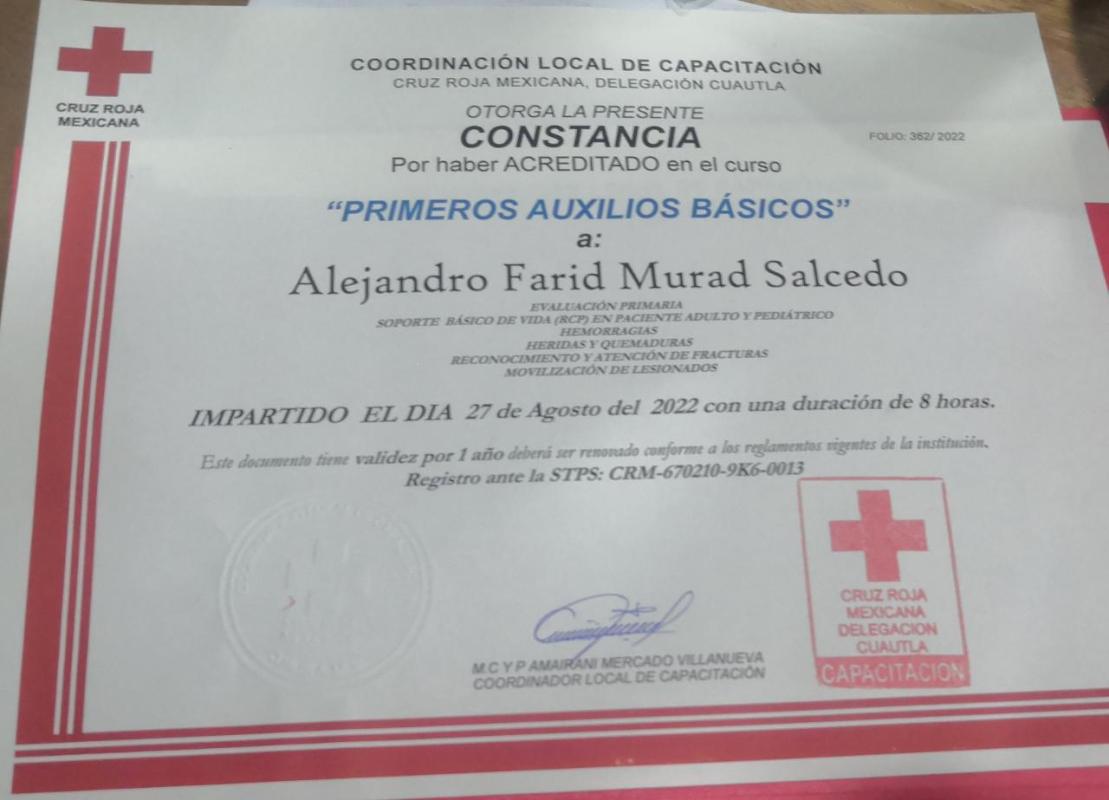 CRUZ ROJA
MEXICANA
COORDINACIÓN LOCAL DE CAPACITACIÓN
CRUZ ROJA MEXICANA, DELEGACIÓN CUAUTLA
OTORGA LA PRESENTE
CONSTANCIA
FOLIO: 362/ 2022
Por haber ACREDITADO en el curso
“PRIMEROS AUXILIOS BÁSICOS”
a:
Alejandro Farid Murad Salcedo
EVALUACIÓN PRIMARIA
SOPORTE BÁSICO DE VIDA (RCP) EN PACIENTE ADULTO Y PEDIÁTRICO
HEMORRAGIAS
HERIDAS Y QUEMADURAS
RECONOCIMIENTO Y ATENCIÓN DE FRACTURAS
MOVILIZACIÓN DE LESIONADOS
IMPARTIDO EL DIA 27 de Agosto del 2022 con una duración de 8 horas.
Este documento tiene validez por 1 año deberá ser renovado conforme a los reglamentos vigentes de la institución.
Registro ante la STPS: CRM-670210-9K6-0013
M.C Y P AMAIRANI MERCADO VILLANUEVA
COORDINADOR LOCAL DE CAPACITACIÓN
CRUZ ROJA
MEXICANA
DELEGACION
CUAUTLA
CAPACITACION